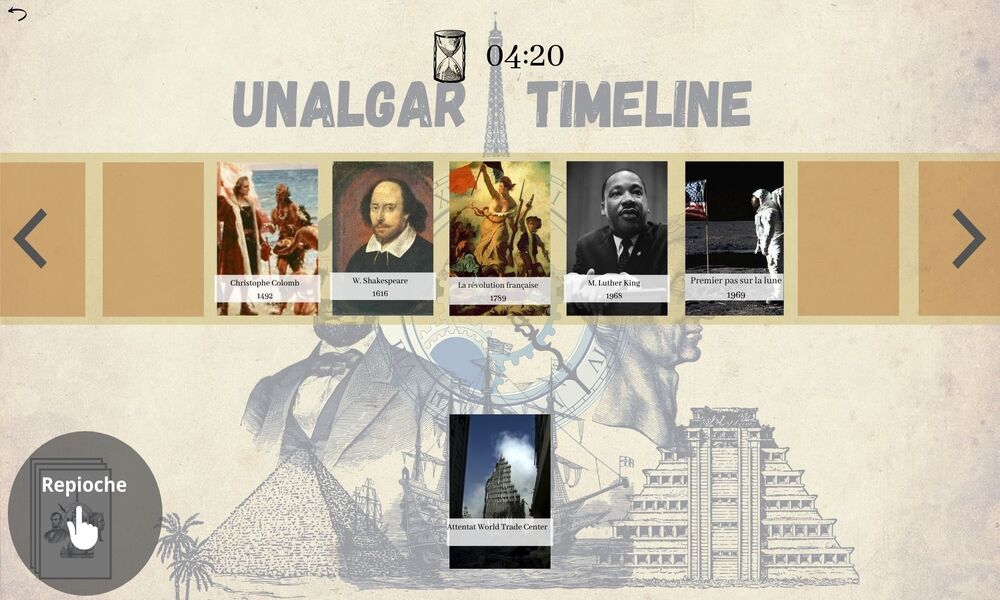 04:20
UNALGAR TIMELINE
Christophe Colomb
1492
W. Shakespeare
1616
La révolution française
1789
M. Luther King
1968
Premier pas sur la lune
1969
Attentat World Trade Center
Repioche